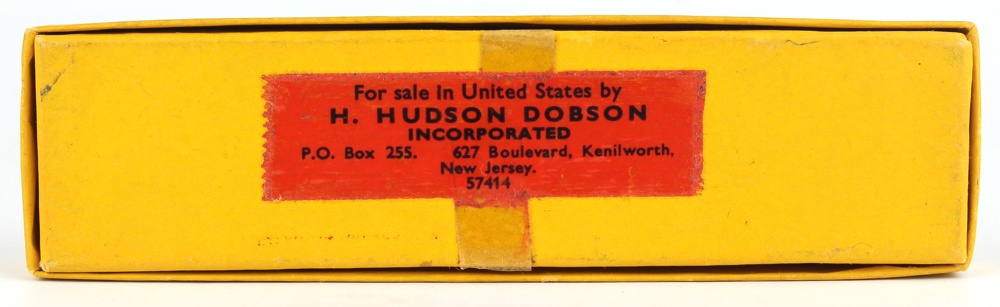 For sale in United States by
H. HUDSON DOBSON
INCORPORATED
P.O. Box 255. 627 Boulevard, Kenilworth,
New Jersey.
57414